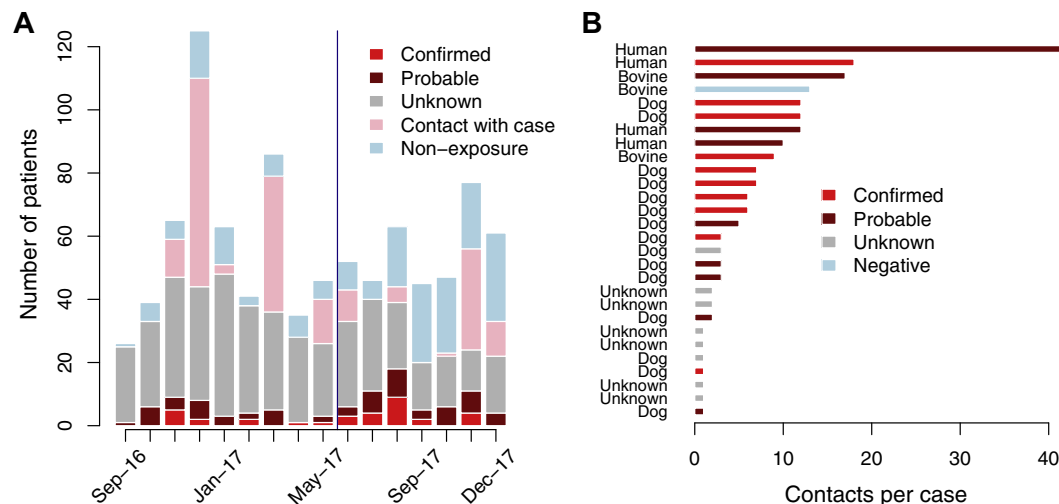 A
Number of patients
0
20
40
60
80
100
120
Confirmed
Probable
Unknown
Contact with case
Non−exposure
Sep−16
Jan−17
May−17
Sep−17
Dec−17
B
Human
Human
Bovine
Bovine
Dog
Dog
Human
Human
Bovine
Dog
Dog
Dog
Dog
Dog
Dog
Dog
Dog
Dog
Unknown
Unknown
Dog
Unknown
Unknown
Dog
Dog
Unknown
Unknown
Dog
Confirmed
Probable
Unknown
Negative
0
10
20
30
40
Contacts per case